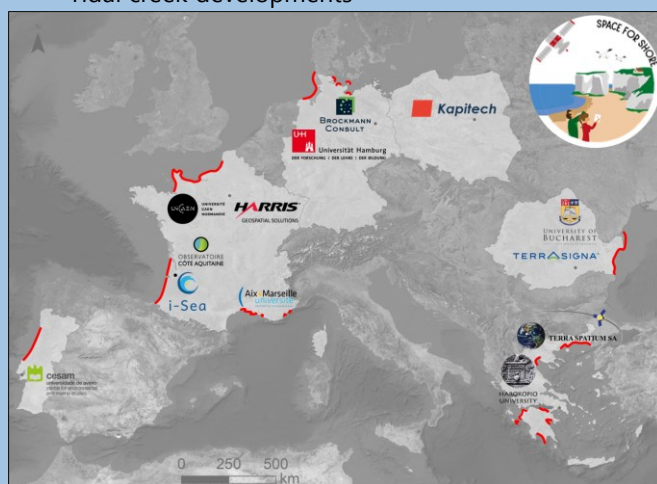 Tidal creek developments
SPACE FOR SHORE
BROCKMANN
CONSULT
Kapitech
UH
Universität Hamburg
DER FORSCHUNG | DER LEHRE | DER BILDUNG
UNICAEN
UNIVERSITÉ
CAEN
NORMANDIE
HARRIS
GEOSPATIAL SOLUTIONS
UNIVERSITY OF
BUCHAREST
TERRASIGNA
OBSERVATOIRE
CÔTE AQUITAINE
i-Sea
Aix Marseille
université
TERRA SPATIUM SA
HAROKOPIO
UNIVERSITY
cesam
universidade de aveiro
0 250 500
km